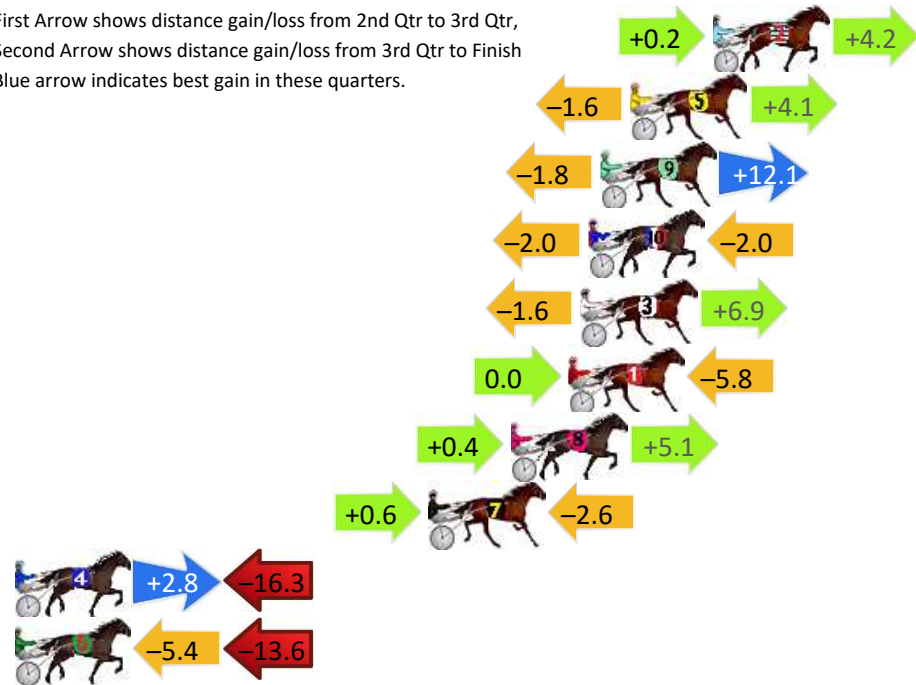 First Arrow shows distance gain/loss from 2nd Qtr to 3rd Qtr,
Second Arrow shows distance gain/loss from 3rd Qtr to Finish
Blue arrow indicates best gain in these quarters.
+0.2 2 +4.2
–1.6 5 +4.1
–1.8 9 +12.1
–2.0 10 –2.0
–1.6 3 +6.9
0.0 1 –5.8
+0.4 8 +5.1
+0.6 7 –2.6
4 +2.8 –16.3
6 –5.4 –13.6